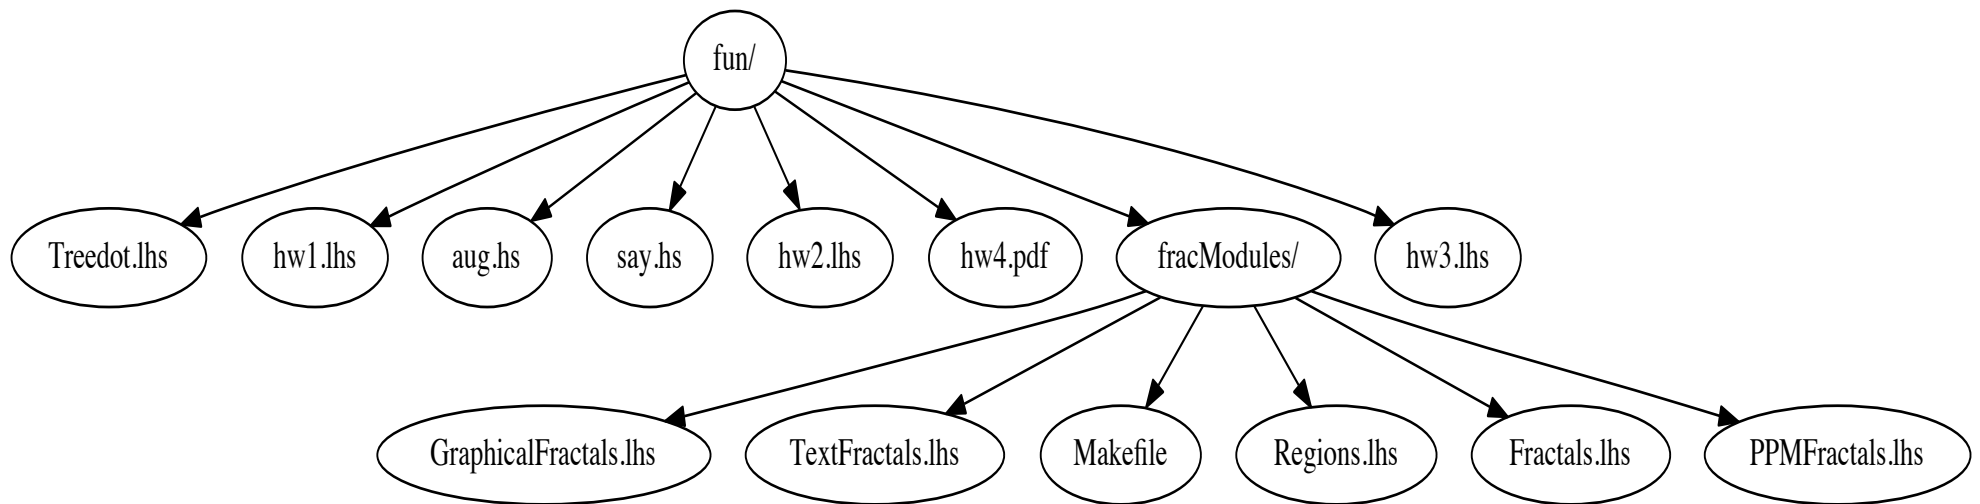 fun/
Treedot.lhs
hw1.lhs
aug.hs
say.hs
hw2.lhs
hw4.pdf
fracModules/
hw3.lhs
GraphicalFractals.lhs
TextFractals.lhs
Makefile
Regions.lhs
Fractals.lhs
PPMFractals.lhs